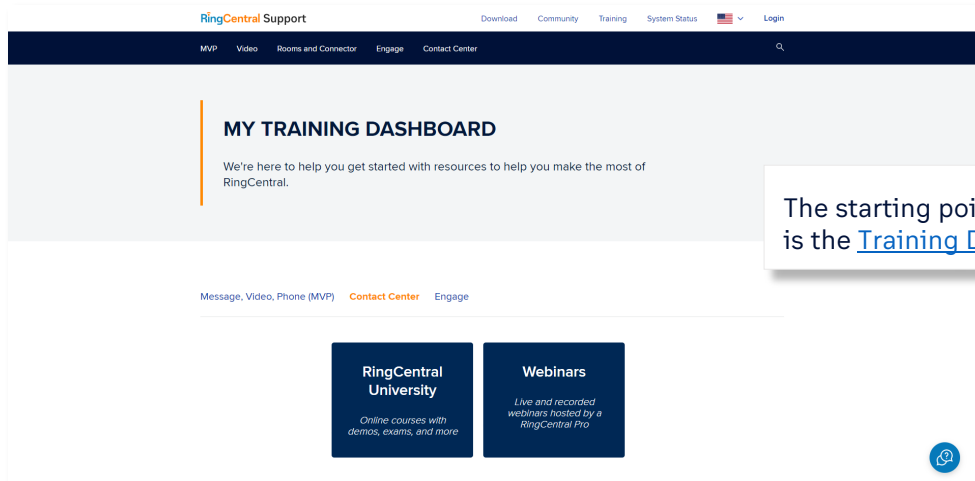 RingCentral Support
Download Community Training System Status Login
MVP Video Rooms and Connector Engage Contact Center
MY TRAINING DASHBOARD
We're here to help you get started with resources to help you make the most of
RingCentral.
The starting poi
is the Training
Message, Video, Phone (MVP) Contact Center Engage
RingCentral
University
Online courses with
demos, exams, and more
Webinars
Live and recorded
webinars hosted by a
RingCentral Pro